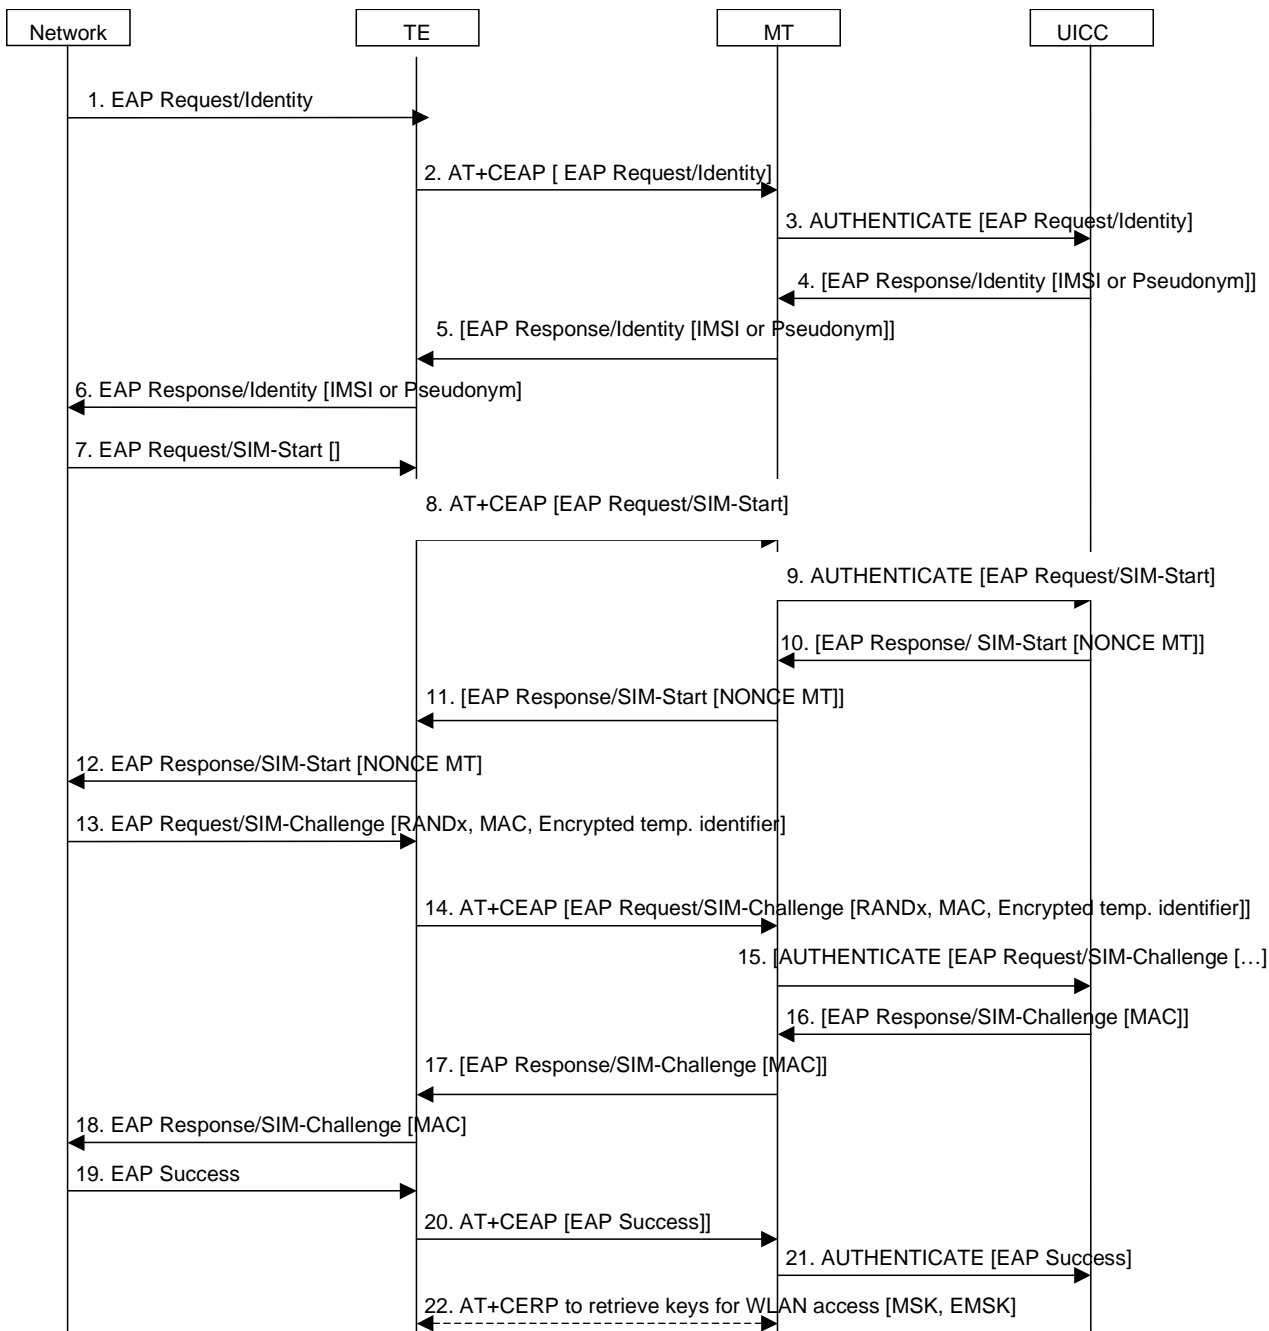 Network
TE
MT
UICC
1. EAP Request/Identity
2. AT+CEAP [ EAP Request/Identity]
3. AUTHENTICATE [EAP Request/Identity]
4. [EAP Response/Identity [IMSI or Pseudonym]]
5. [EAP Response/Identity [IMSI or Pseudonym]]
6. EAP Response/Identity [IMSI or Pseudonym]
7. EAP Request/SIM-Start []
8. AT+CEAP [EAP Request/SIM-Start]
9. AUTHENTICATE [EAP Request/SIM-Start]
10. [EAP Response/ SIM-Start [NONCE MT]]
11. [EAP Response/SIM-Start [NONCE MT]]
12. EAP Response/SIM-Start [NONCE MT]
13. EAP Request/SIM-Challenge [RANDx, MAC, Encrypted temp. identifier]
14. AT+CEAP [EAP Request/SIM-Challenge [RANDx, MAC, Encrypted temp. identifier]]
15. [AUTHENTICATE [EAP Request/SIM-Challenge […]
16. [EAP Response/SIM-Challenge [MAC]]
17. [EAP Response/SIM-Challenge [MAC]]
18. EAP Response/SIM-Challenge [MAC]
19. EAP Success
20. AT+CEAP [EAP Success]]
21. AUTHENTICATE [EAP Success]
22. AT+CERP to retrieve keys for WLAN access [MSK, EMSK]